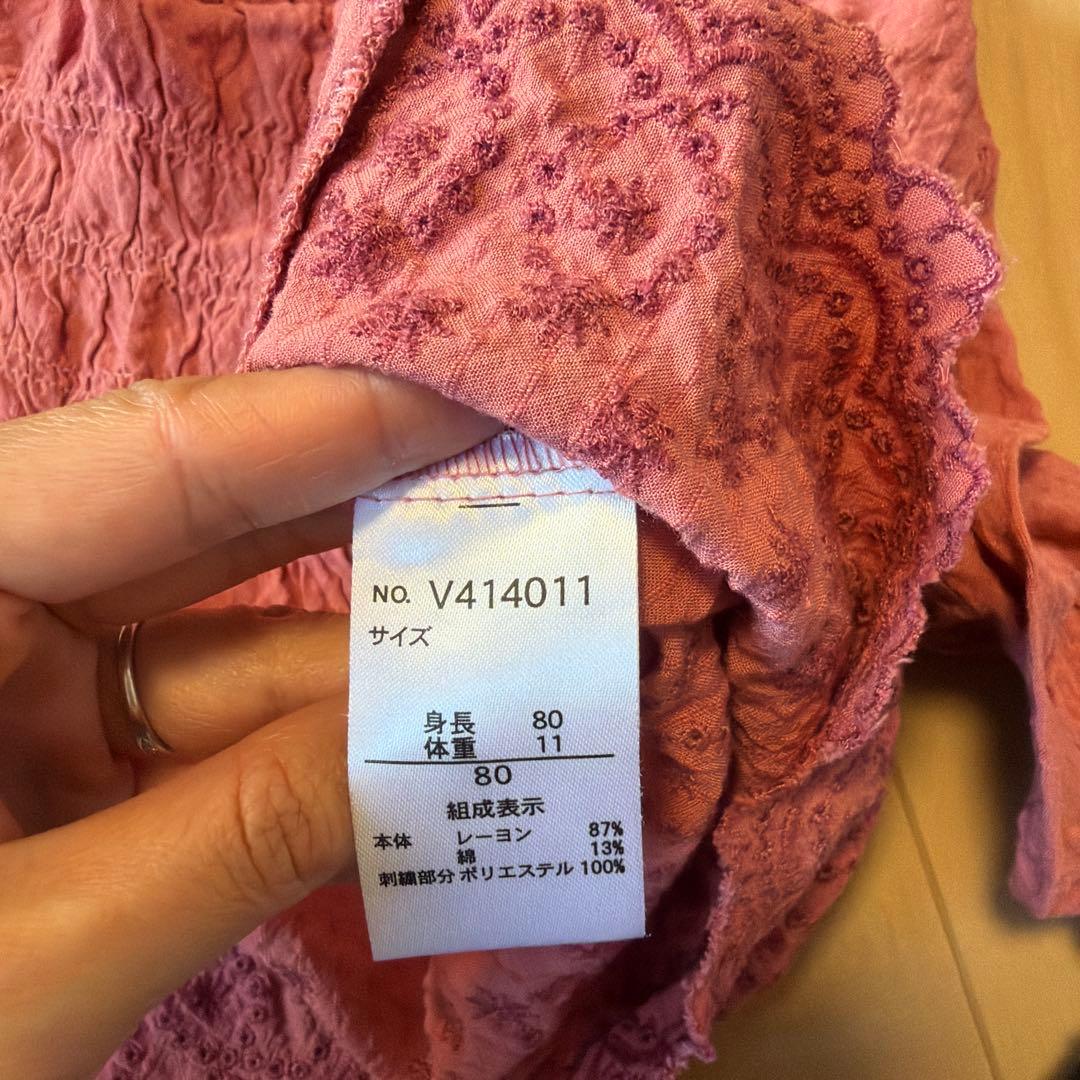 NO. V414011
サイズ
身長 80
体重 11
80
組成表示
本体 レーヨン 87%
綿 13%
刺繍部分 ポリエステル 100%